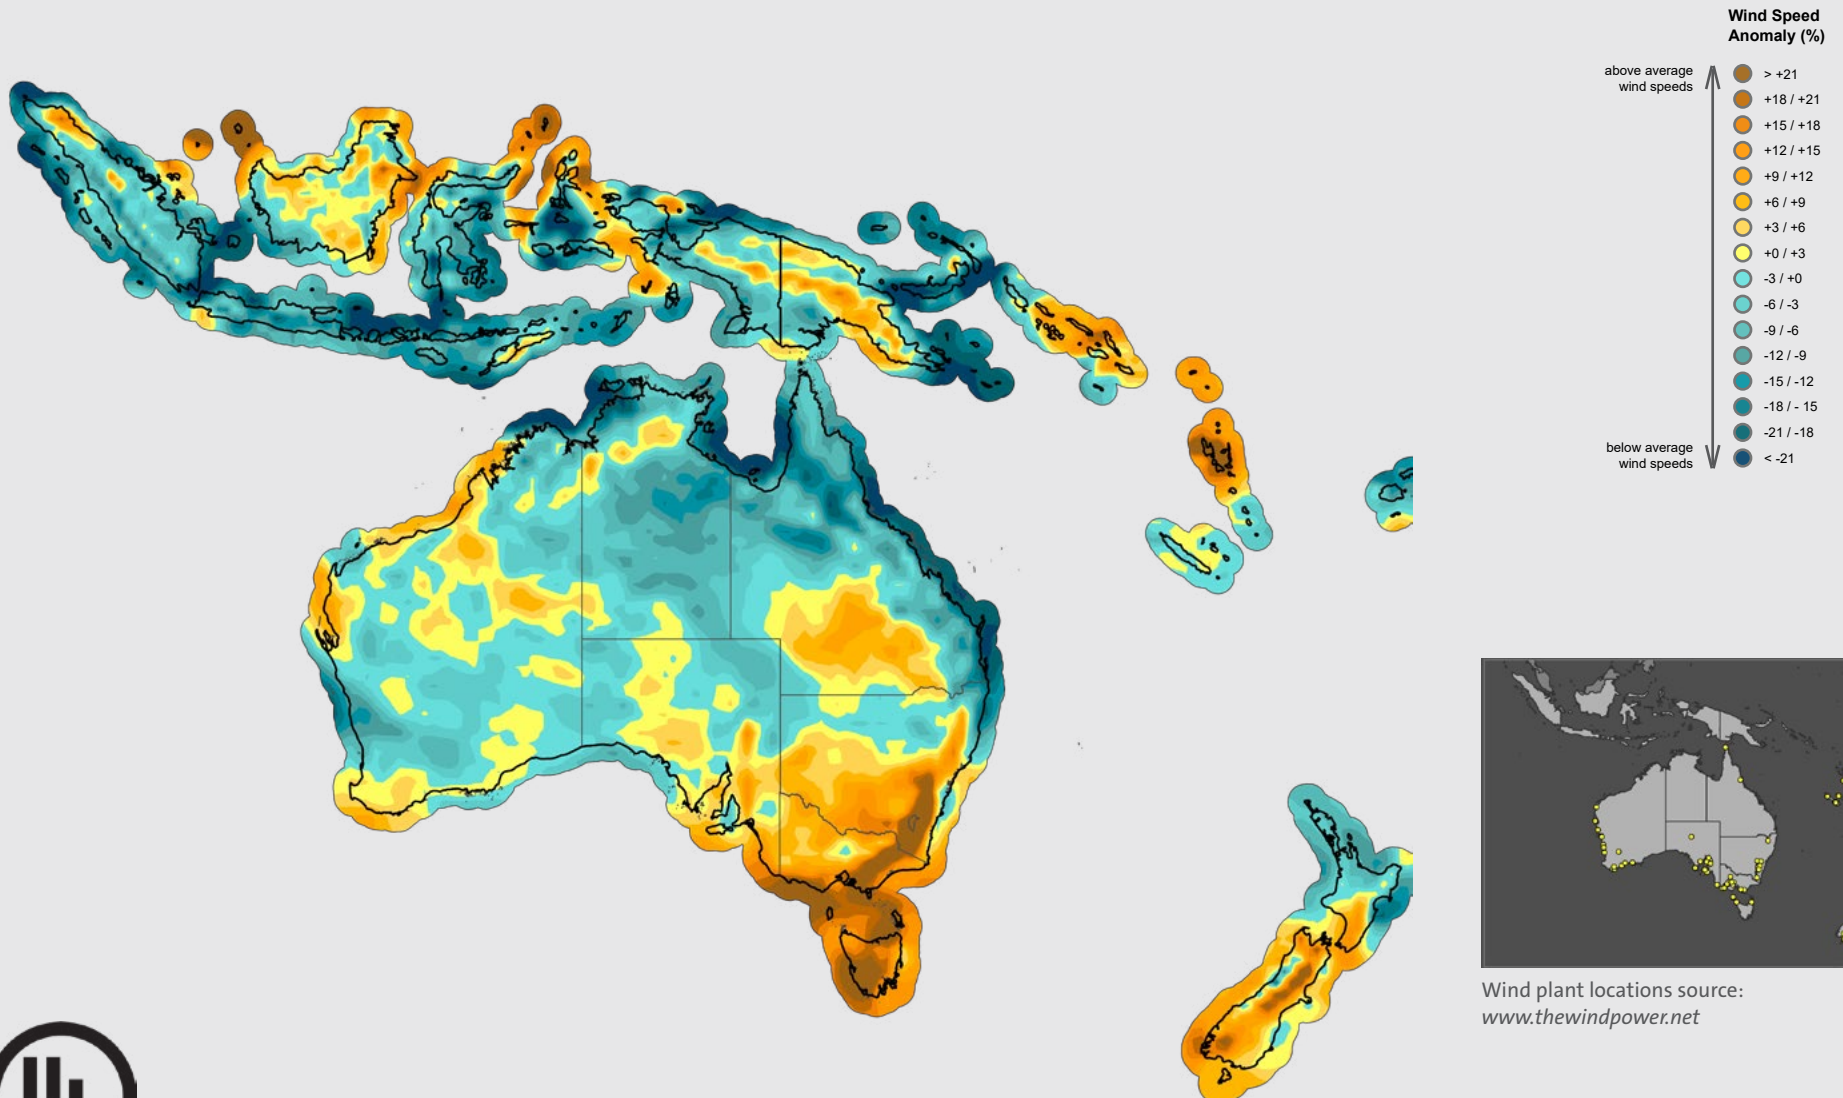 Wind Speed
Anomaly (%)
above average
wind speeds
> +21
+18 / +21
+15 / +18
+12 / +15
+9 / +12
+6 / +9
+3 / +6
+0 / +3
-3 / +0
-6 / -3
-9 / -6
-12 / -9
-15 / -12
-18 / - 15
-21 / -18
< -21
below average
wind speeds
Wind plant locations source:
www.thewindpower.net